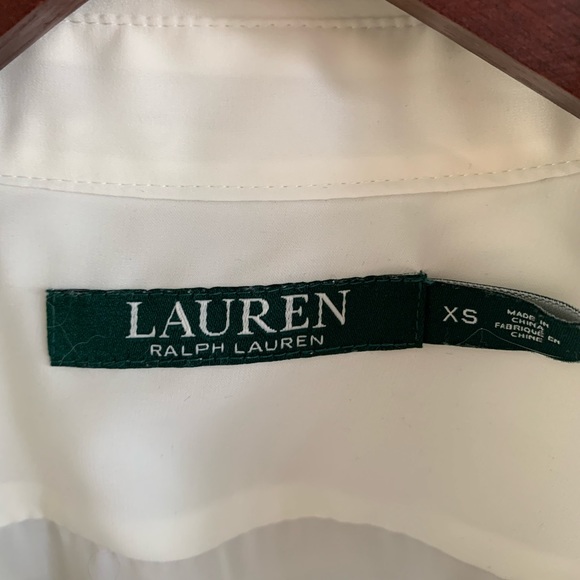 LAUREN
RALPH LAUREN
XS
MADE IN
CHINA
FABRIQUÉ EN
CHINE